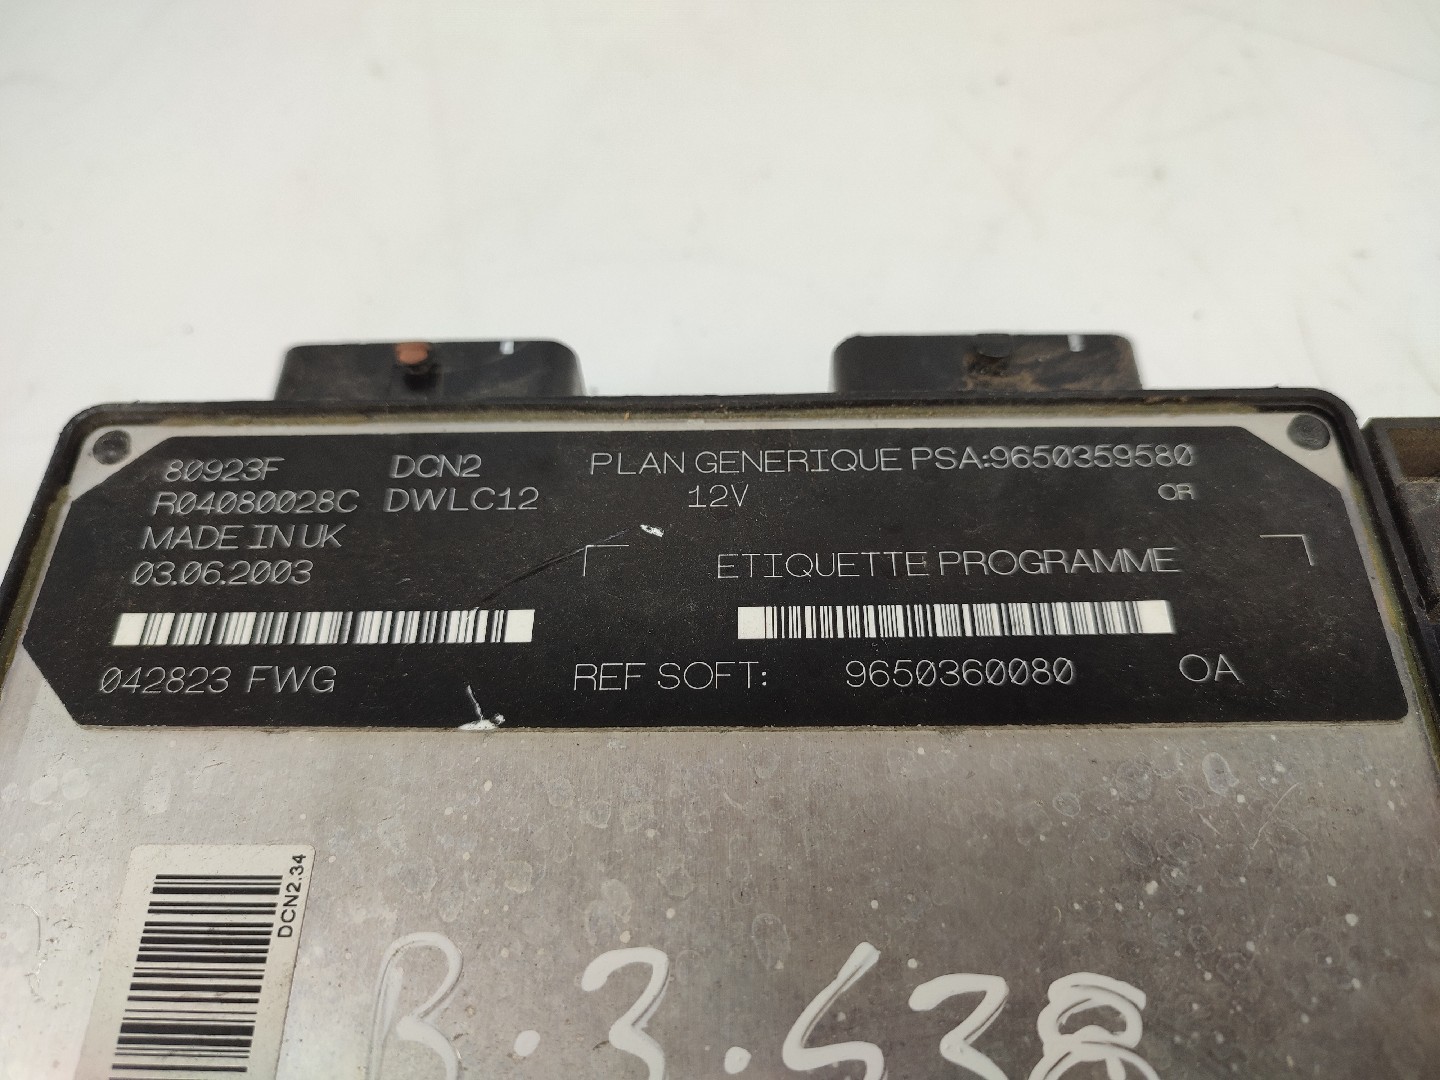 80923F DCN2 PLAN GENERIQUE PSA:9650359580
R04080028C DWLC12 12V OR
MADE IN UK
03.06.2003 ETIQUETTE PROGRAMME
042823 FWG REF SOFT: 9650360080 OA
DCN2.34
B.3.538